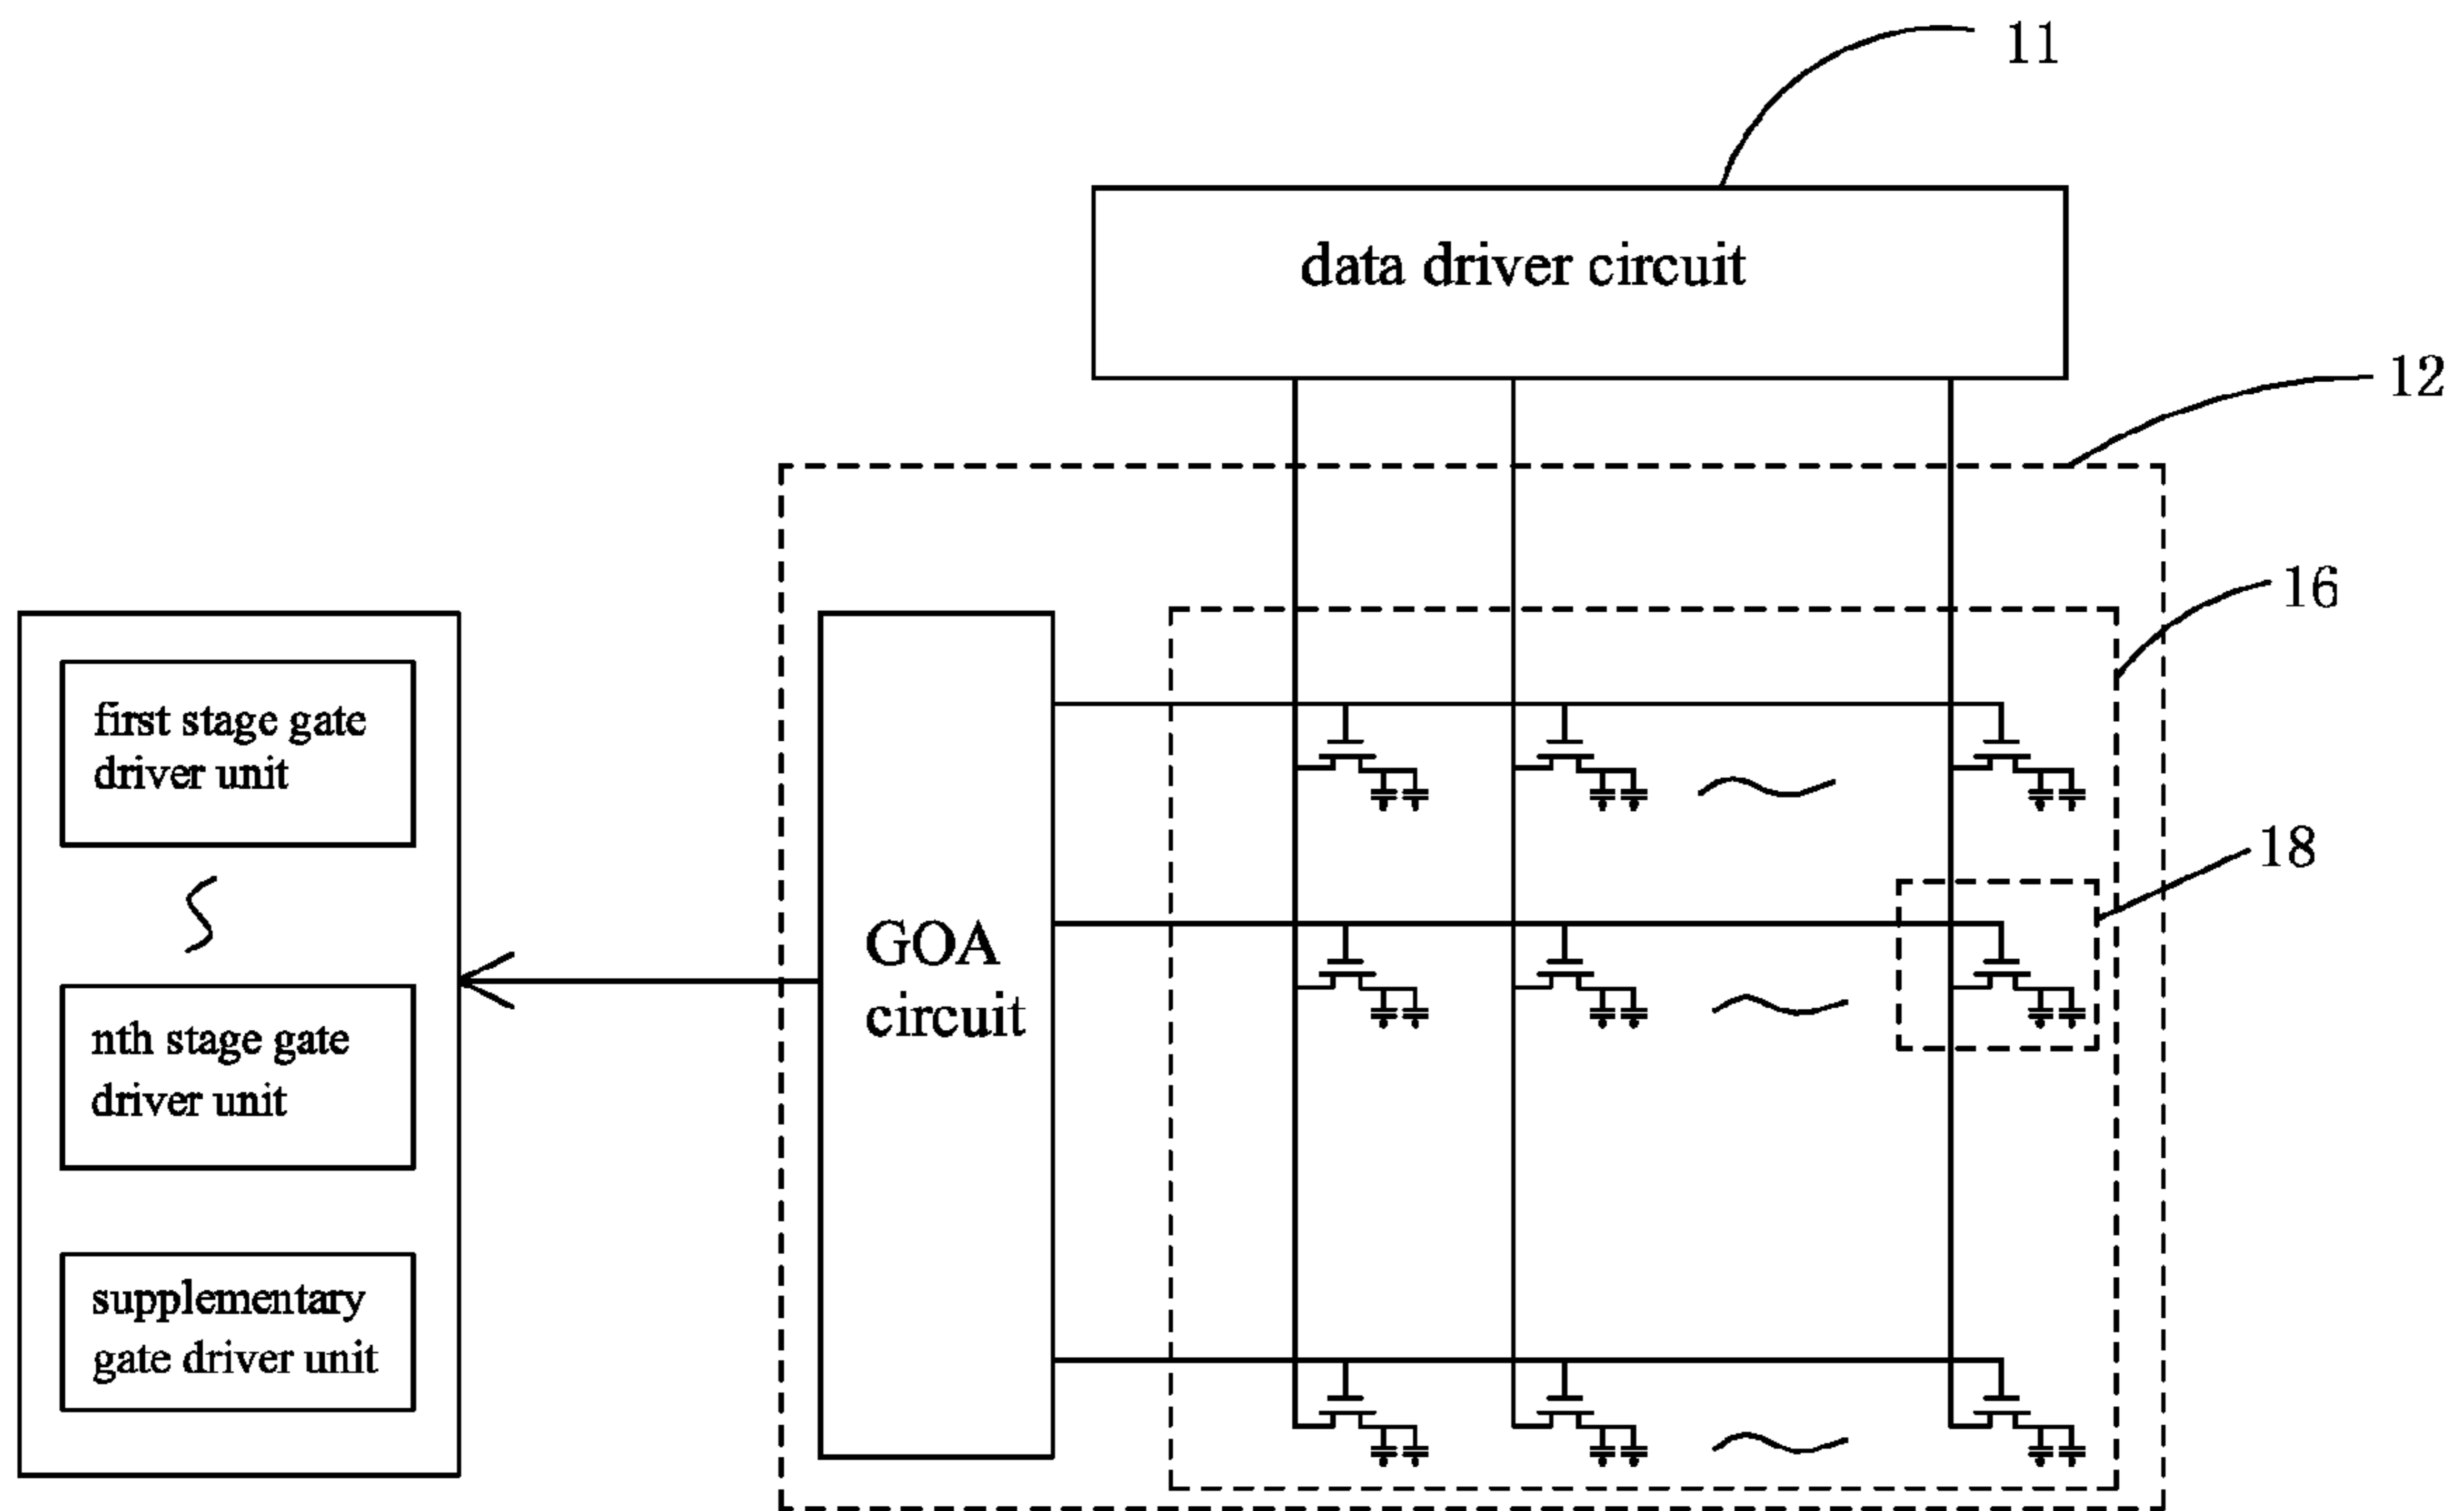 11
data driver circuit
12
16
first stage gate
driver unit
18
GOA
circuit
nth stage gate
driver unit
supplementary
gate driver unit